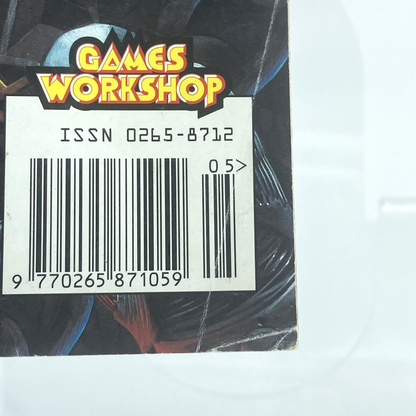 GAMES
WORKSHOP
ISSN 0265-8712
05>
9 770265 871059